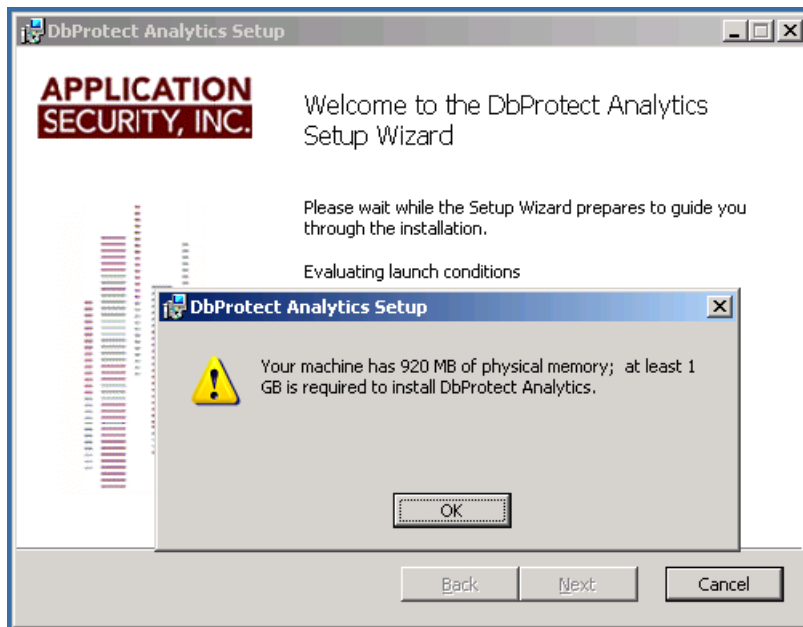 DbProtect Analytics Setup
APPLICATION
SECURITY, INC.
Welcome to the DbProtect Analytics
Setup Wizard
Please wait while the Setup Wizard prepares to guide you
through the installation.
Evaluating launch conditions
DbProtect Analytics Setup
Your machine has 920 MB of physical memory; at least 1
GB is required to install DbProtect Analytics.
OK
Back Next Cancel